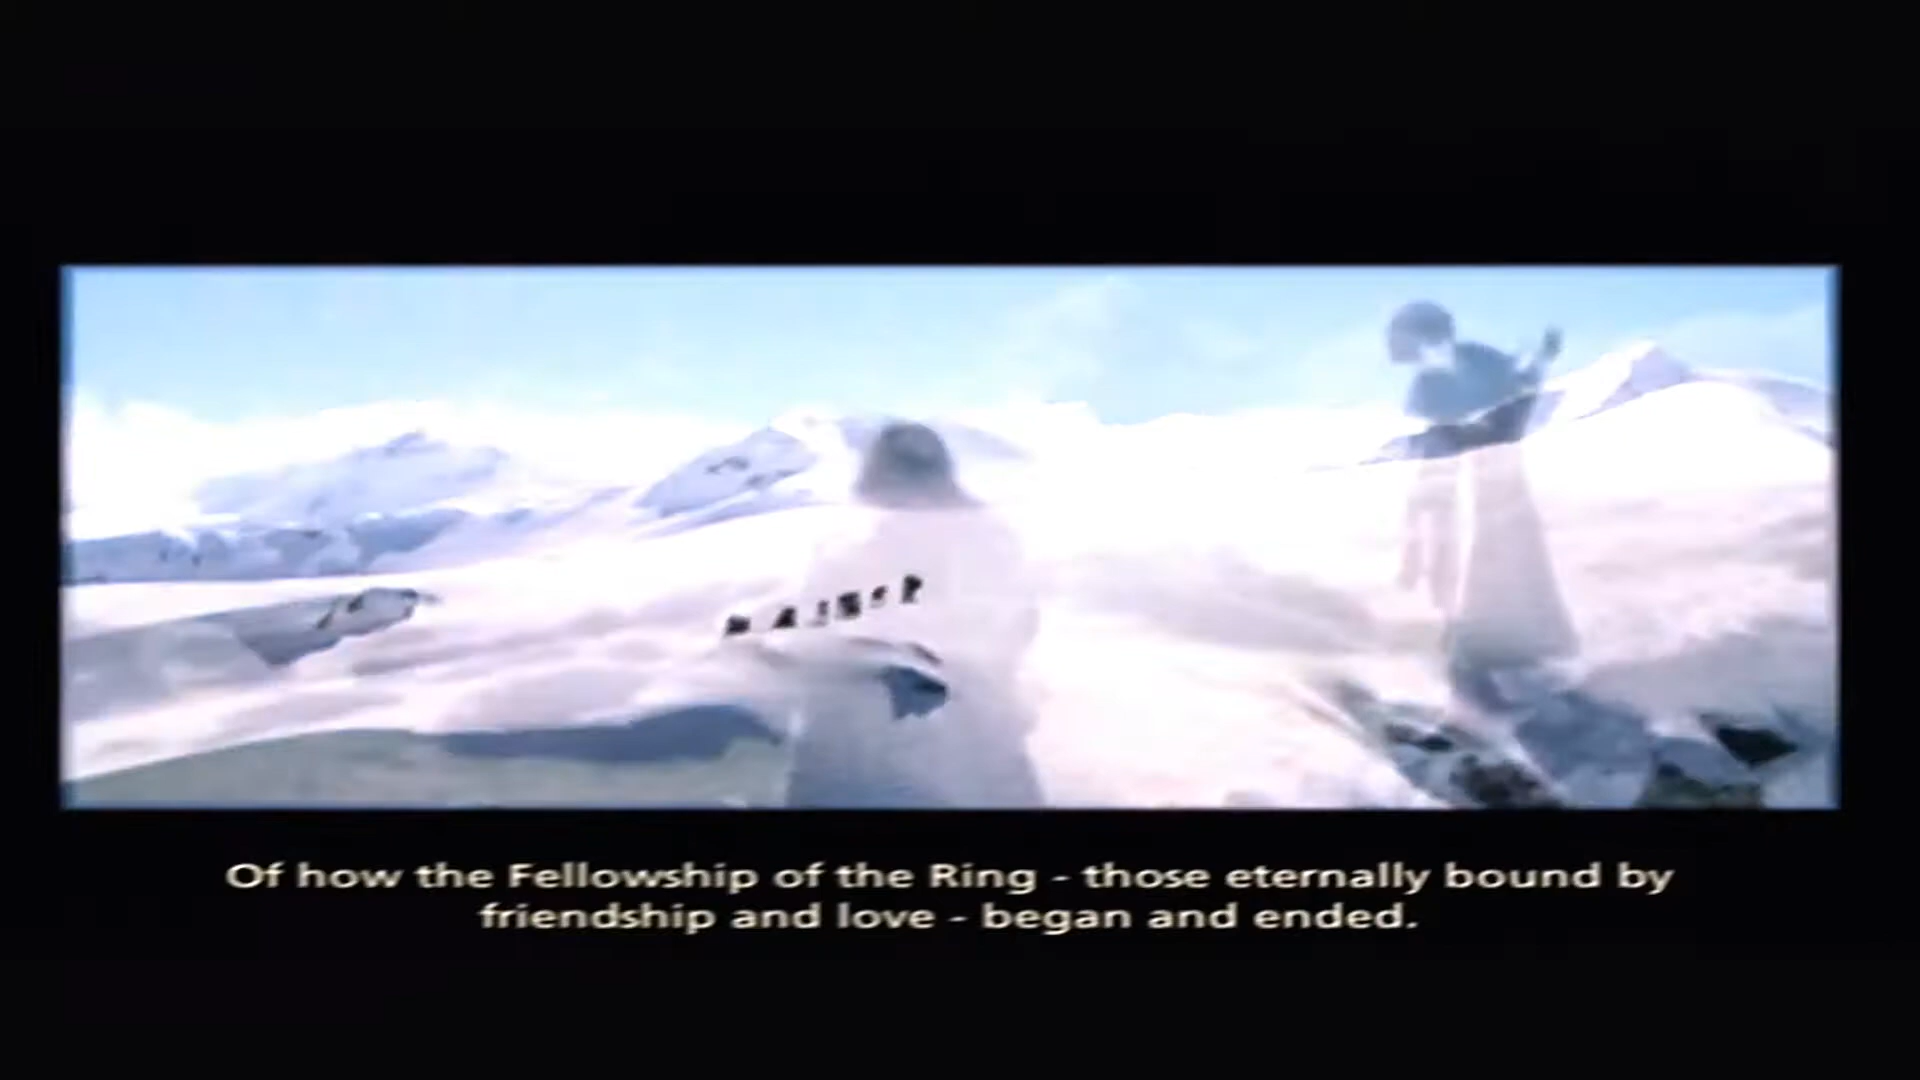 Of how the Fellowship of the Ring - those eternally bound by
friendship and love - began and ended.